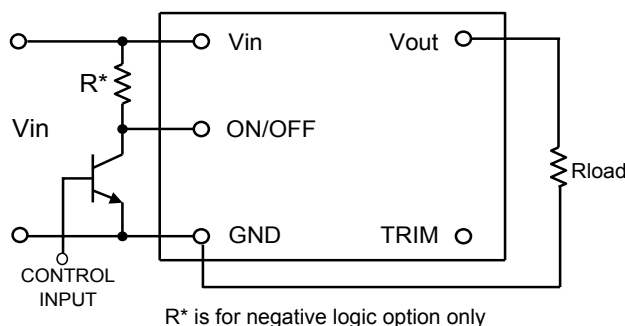 Vin
Vout
R*
Vin
ON/OFF
Rload
GND
TRIM
CONTROL
INPUT
R* is for negative logic option only